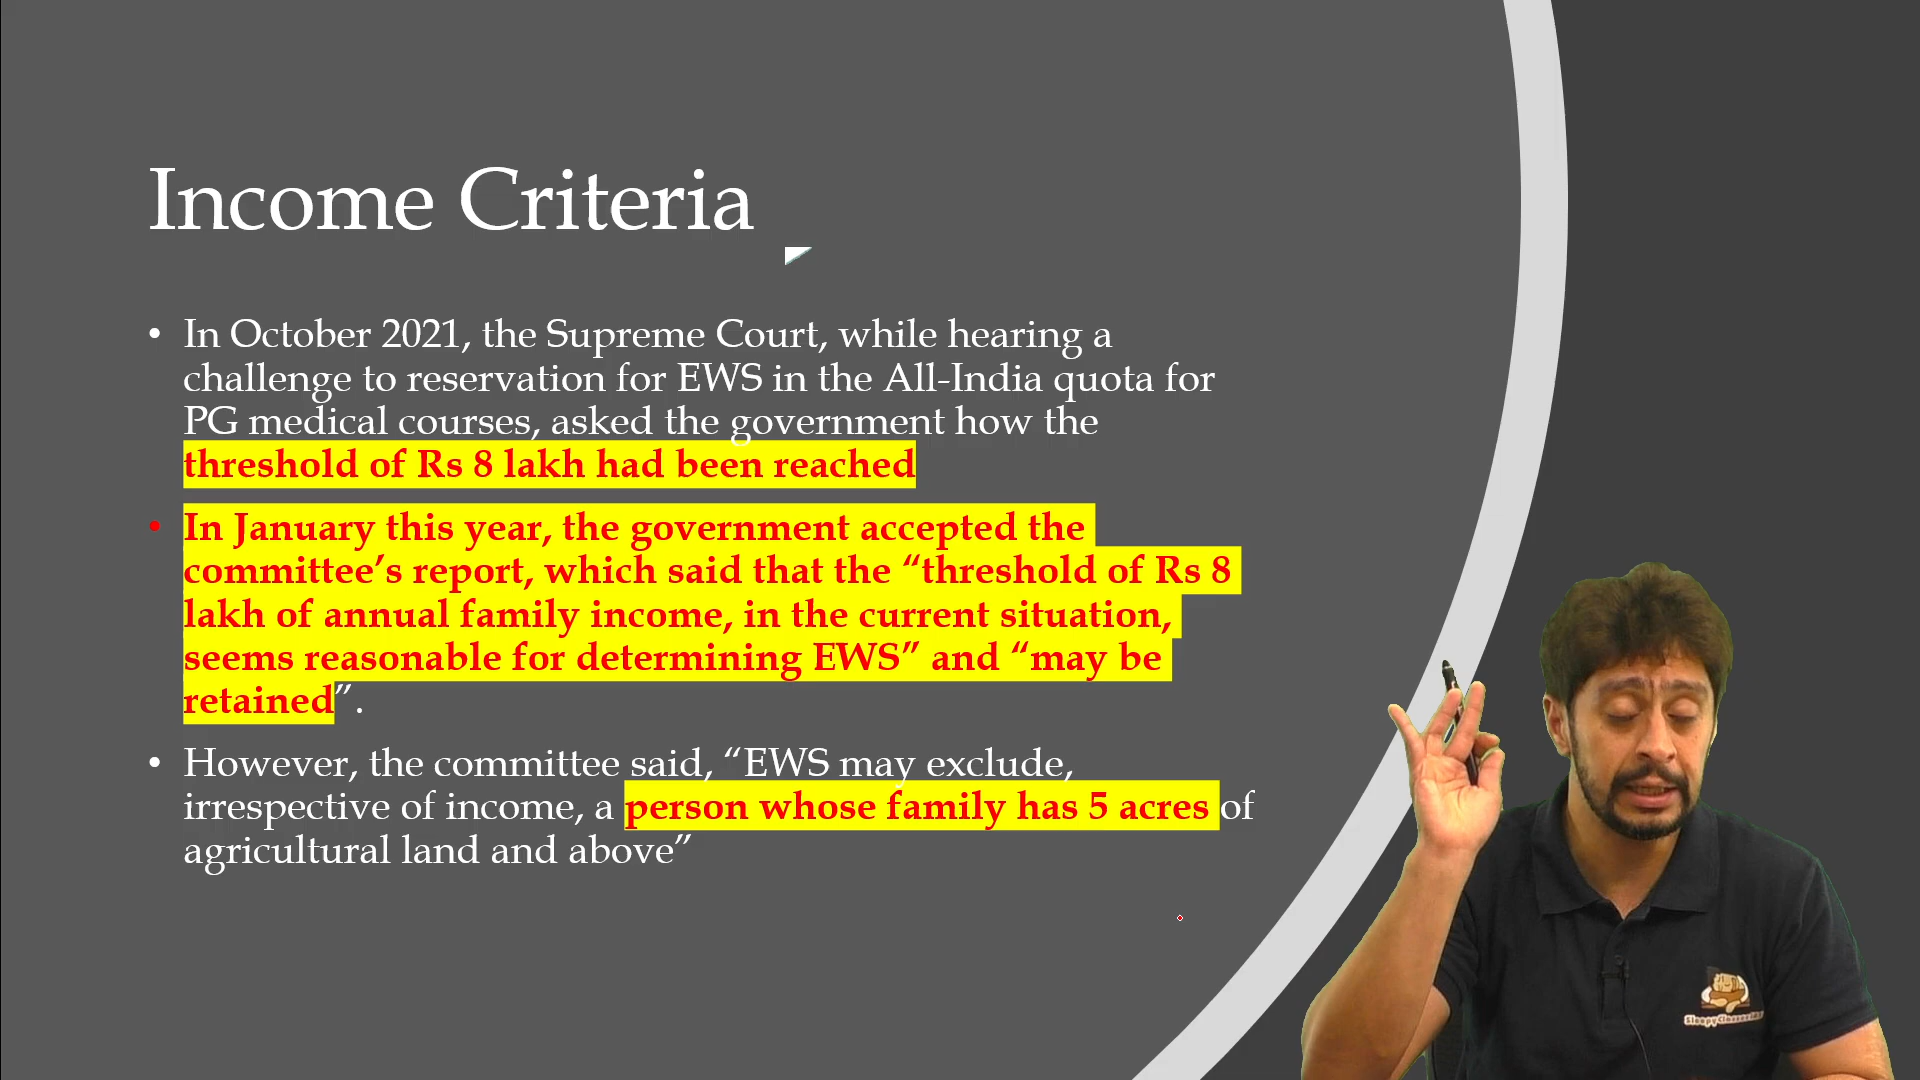 Income Criteria
• In October 2021, the Supreme Court, while hearing a
challenge to reservation for EWS in the All-India quota for
PG medical courses, asked the government how the
threshold of Rs 8 lakh had been reached
• In January this year, the government accepted the
committee’s report, which said that the “threshold of Rs 8
lakh of annual family income, in the current situation,
seems reasonable for determining EWS” and “may be
retained”.
• However, the committee said, “EWS may exclude,
irrespective of income, a person whose family has 5 acres of
agricultural land and above”